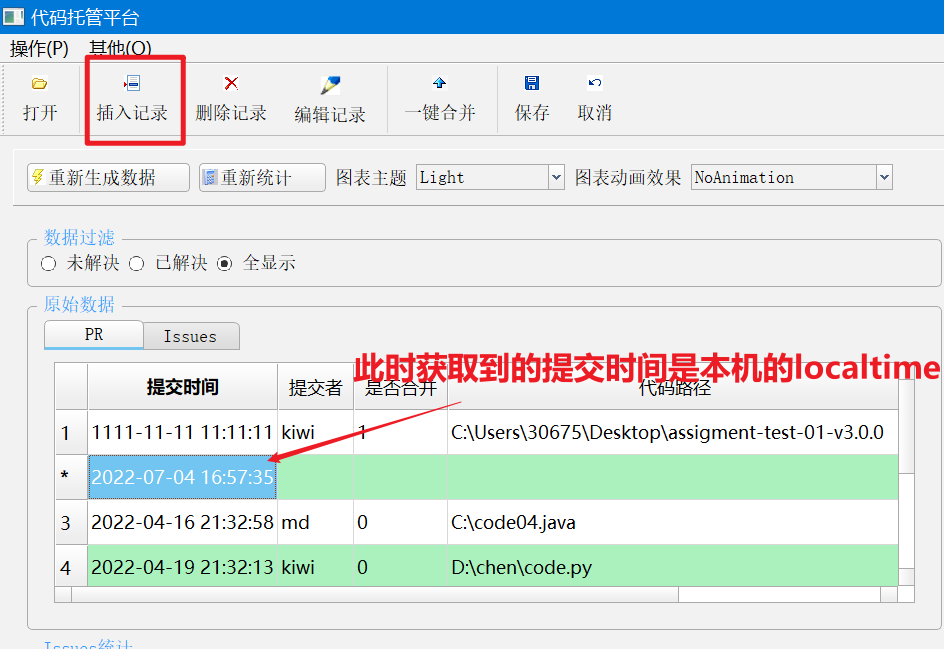 代码托管平台
操作(P) 其他(O)
打开 插入记录 删除记录 编辑记录 一键合并 保存 取消
重新生成数据 重新统计 图表主题 Light 图表动画效果 NoAnimation
数据过滤
未解决 已解决 全显示
原始数据
PR Issues
此时获取到的提交时间是本机的localtime
提交时间 提交者 是否合并 代码路径
1 1111-11-11 11:11:11 kiwi 1 C:\Users\30675\Desktop\assigment-test-01-v3.0.0
* 2022-07-04 16:57:35
3 2022-04-16 21:32:58 md 0 C:\code04.java
4 2022-04-19 21:32:13 kiwi 0 D:\chen\code.py
Issues统计